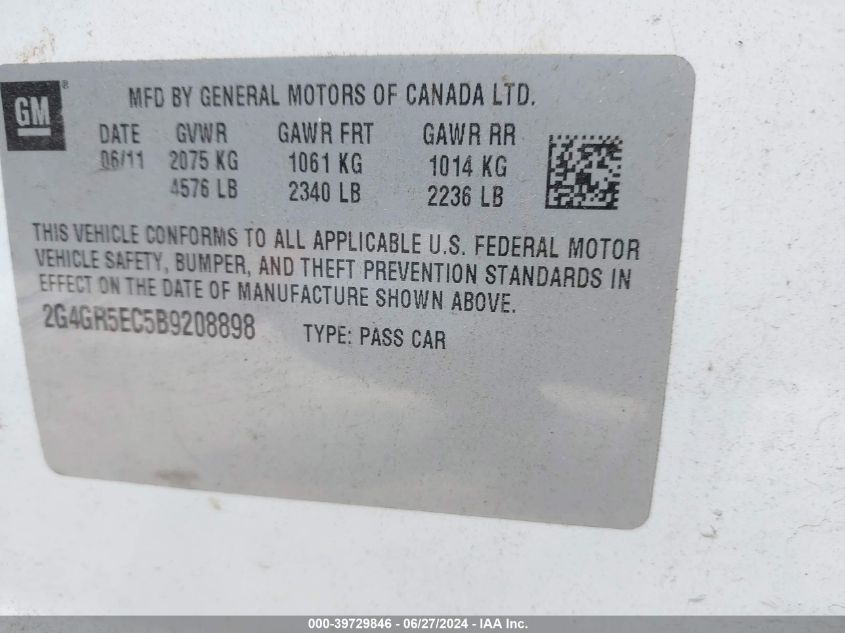 GM ®
MFD BY GENERAL MOTORS OF CANADA LTD.
DATE GVWR GAWR FRT GAWR RR
06/11 2075 KG 1061 KG 1014 KG
4576 LB 2340 LB 2236 LB
THIS VEHICLE CONFORMS TO ALL APPLICABLE U.S. FEDERAL MOTOR
VEHICLE SAFETY, BUMPER, AND THEFT PREVENTION STANDARDS IN
EFFECT ON THE DATE OF MANUFACTURE SHOWN ABOVE.
2G4GR5EC5B9208898 TYPE: PASS CAR
000-39729846 - 06/27/2024 - IAA Inc.